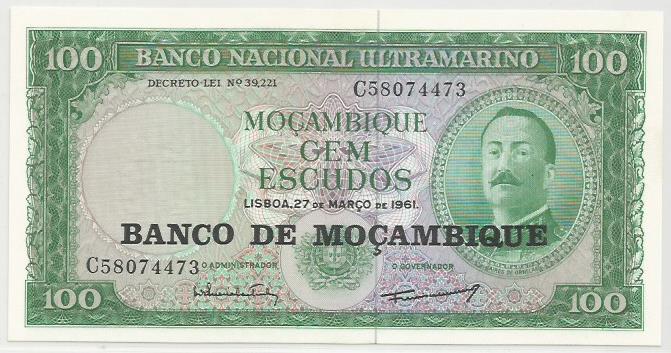 100 BANCO NACIONAL ULTRAMARINO 100
DECRETO-LEI Nº 39,221
C58074473
MOÇAMBIQUE
CEM
ESCUDOS
LISBOA, 27 DE MARÇO DE 1961.
BANCO DE MOÇAMBIQUE
C58074473
O ADMINISTRADOR
O GOVERNADOR
100 100